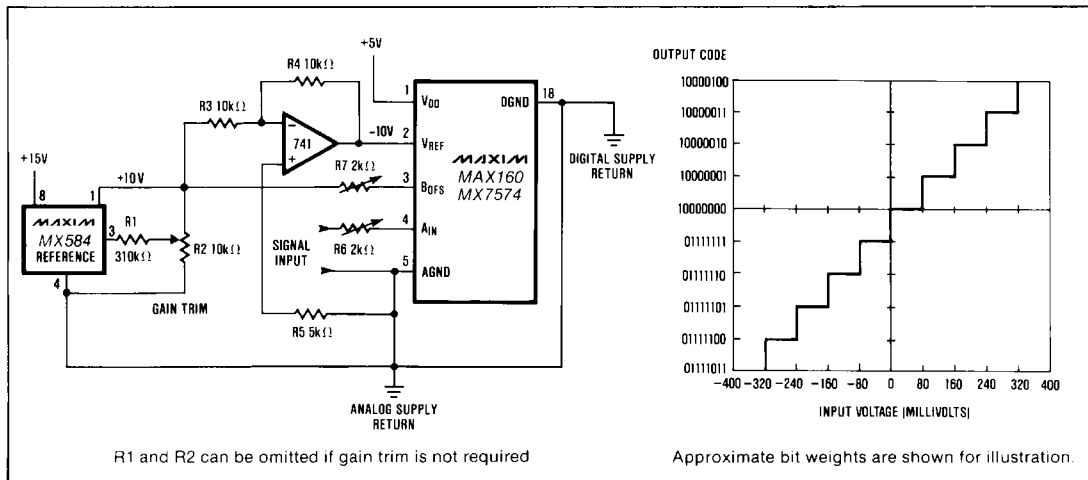 +5V
R4 10kΩ
R3 10kΩ
−
741
+
−10V
+15V
8
1
+10V
MAXIM
MX584
REFERENCE
3
R1
310kΩ
R2 10kΩ
4
GAIN TRIM
R7 2kΩ
SIGNAL
INPUT
R6 2kΩ
R5 5kΩ
1
VDD
2
VREF
3
BOFS
4
AIN
5
AGND
DGND
18
MAXIM
MAX160
MX7574
DIGITAL SUPPLY
RETURN
ANALOG SUPPLY
RETURN
R1 and R2 can be omitted if gain trim is not required
OUTPUT CODE
10000100
10000011
10000010
10000001
10000000
01111111
01111110
01111101
01111100
01111011
−400 −320 −240 −160 −80 0 80 160 240 320 400
INPUT VOLTAGE |MILLIVOLTS|
Approximate bit weights are shown for illustration.